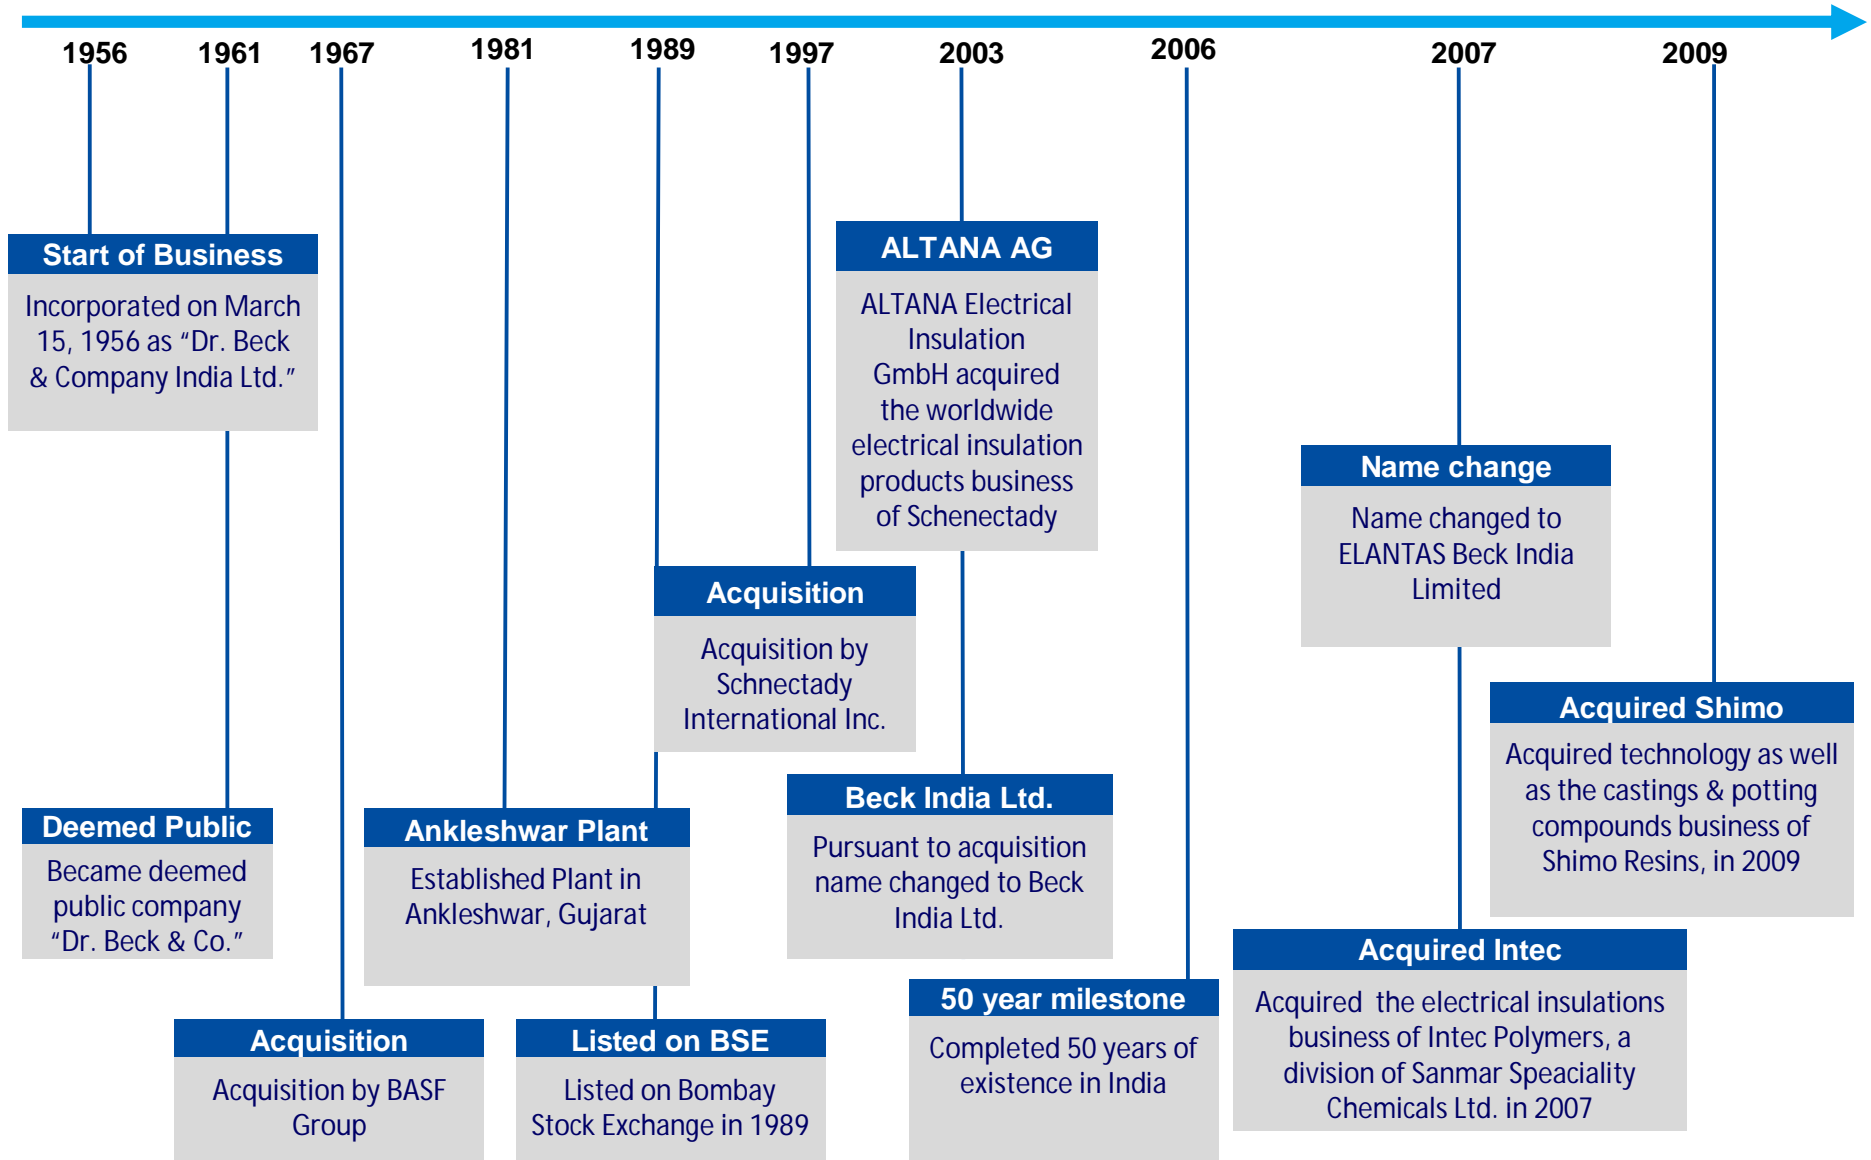 1956
1961
1967
1981
1989
1997
2003
2006
2007
2009
Start of Business
Incorporated on March
15, 1956 as “Dr. Beck
& Company India Ltd.”
ALTANA AG
ALTANA Electrical
Insulation
GmbH acquired
the worldwide
electrical insulation
products business
of Schenectady
Name change
Name changed to
ELANTAS Beck India
Limited
Acquisition
Acquisition by
Schnectady
International Inc.
Acquired Shimo
Acquired technology as well
as the castings & potting
compounds business of
Shimo Resins, in 2009
Deemed Public
Became deemed
public company
“Dr. Beck & Co.”
Ankleshwar Plant
Established Plant in
Ankleshwar, Gujarat
Beck India Ltd.
Pursuant to acquisition
name changed to Beck
India Ltd.
Acquisition
Acquisition by BASF
Group
Listed on BSE
Listed on Bombay
Stock Exchange in 1989
50 year milestone
Completed 50 years of
existence in India
Acquired Intec
Acquired the electrical insulations
business of Intec Polymers, a
division of Sanmar Speaciality
Chemicals Ltd. in 2007